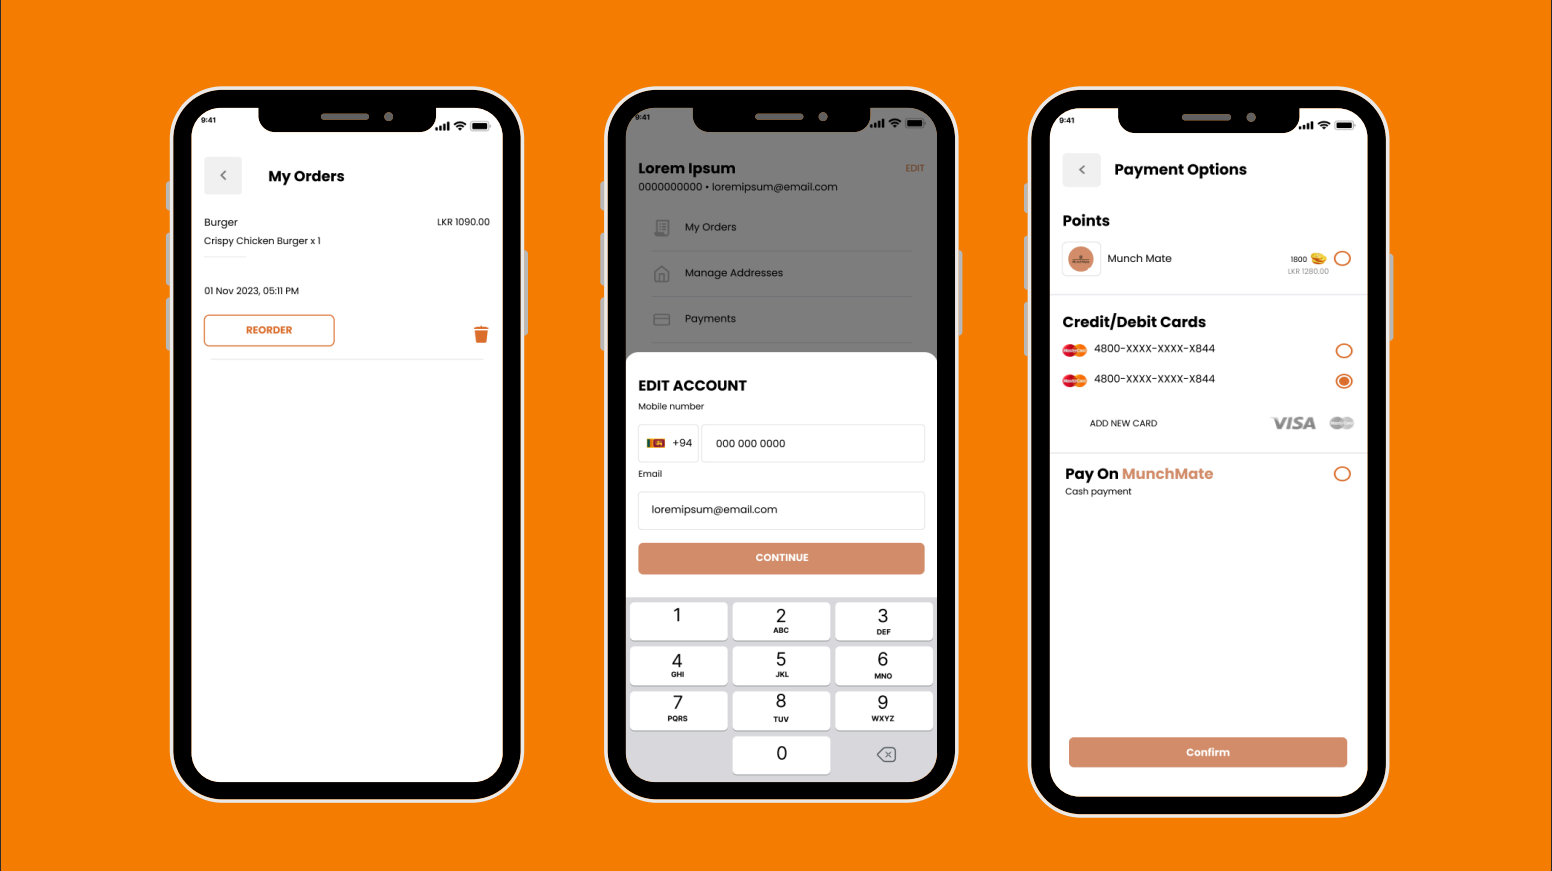 9:41
My Orders
Burger LKR 1090.00
Crispy Chicken Burger x 1
01 Nov 2023, 05:11 PM
REORDER
9:41
Lorem Ipsum EDIT
0000000000 • loremipsum@email.com
My Orders
Manage Addresses
Payments
EDIT ACCOUNT
Mobile number
+94 000 000 0000
Email
loremipsum@email.com
CONTINUE
1 2 3
ABC DEF
4 5 6
GHI JKL MNO
7 8 9
PQRS TUV WXYZ
0
9:41
Payment Options
Points
Munch Mate 1800
LKR 1280.00
Credit/Debit Cards
MasterCard 4800-XXXX-XXXX-X844
MasterCard 4800-XXXX-XXXX-X844
ADD NEW CARD VISA
Pay On MunchMate
Cash payment
Confirm